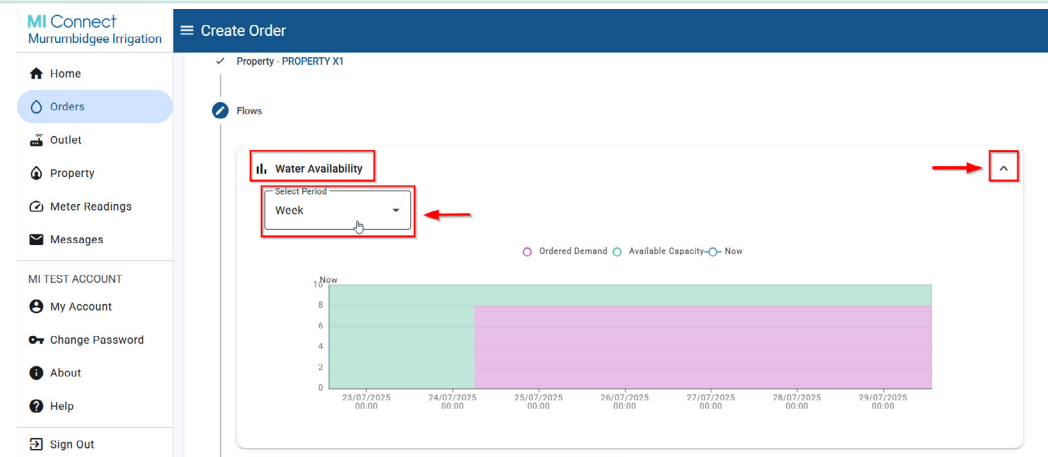 MI Connect
Murrumbidgee Irrigation
Create Order
Home
Orders
Outlet
Property
Meter Readings
Messages
MI TEST ACCOUNT
My Account
Change Password
About
Help
Sign Out
Property - PROPERTY X1
Flows
Water Availability
Select Period
Week
Ordered Demand Available Capacity Now
Now
10
8
6
4
2
0
23/07/2025 24/07/2025 25/07/2025 26/07/2025 27/07/2025 28/07/2025 29/07/2025
00:00 00:00 00:00 00:00 00:00 00:00 00:00